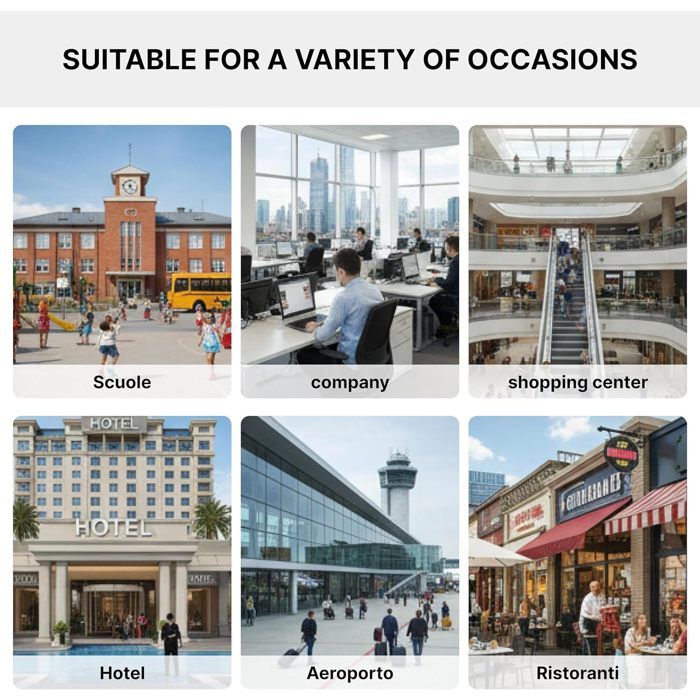 SUITABLE FOR A VARIETY OF OCCASIONS
Scuole
company
shopping center
HOTEL
HOTEL
Hotel
Aeroporto
Ristoranti